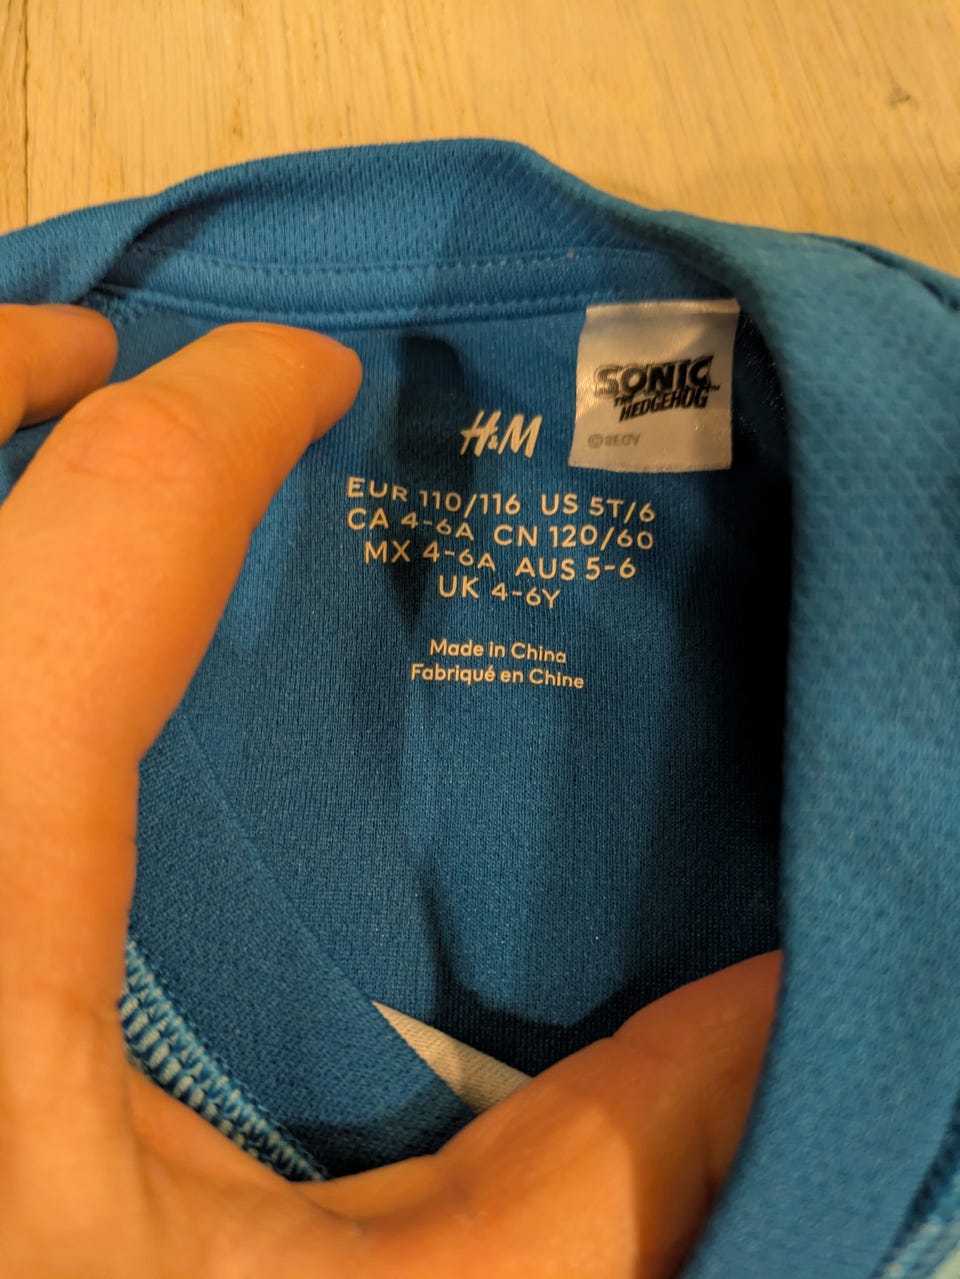 SONIC
THE
HEDGEHOG
©SEGA
H&M
EUR 110/116 US 5T/6
CA 4-6A CN 120/60
MX 4-6A AUS 5-6
UK 4-6Y
Made in China
Fabriqué en Chine